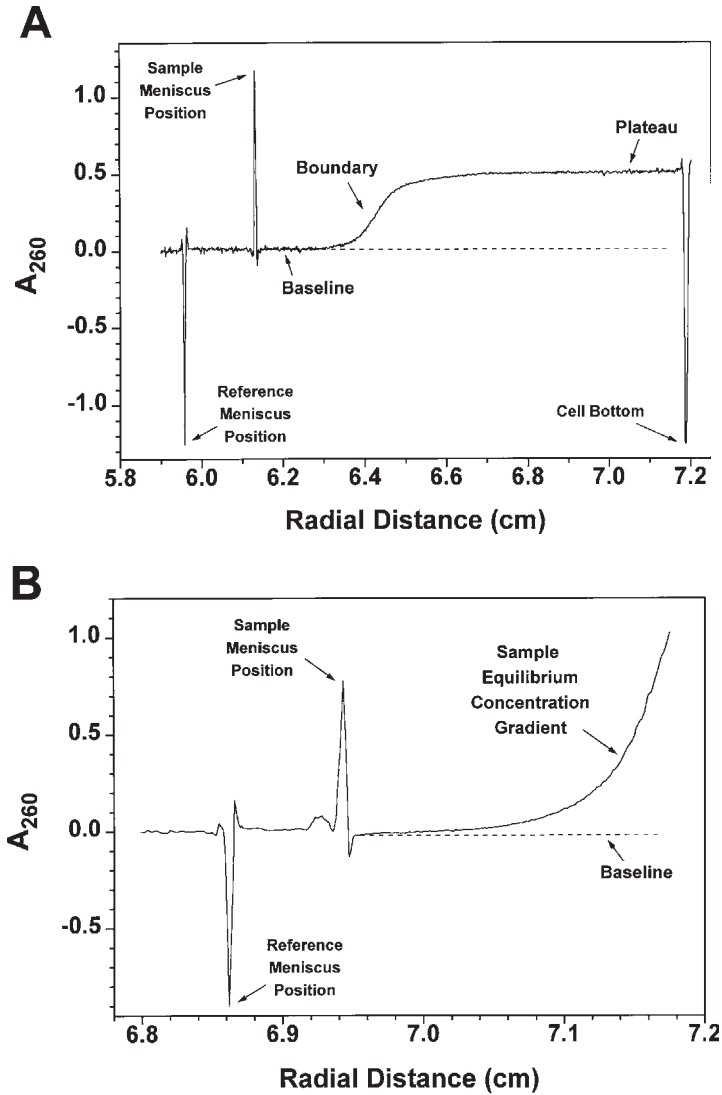 A
Sample
Meniscus
Position
Plateau
Boundary
Baseline
Reference
Meniscus
Position
Cell Bottom
1.0
0.5
0.0
-0.5
-1.0
A260
5.8 6.0 6.2 6.4 6.6 6.8 7.0 7.2
Radial Distance (cm)
B
Sample
Meniscus
Position
Sample
Equilibrium
Concentration
Gradient
Baseline
Reference
Meniscus
Position
1.0
0.5
0.0
-0.5
A260
6.8 6.9 7.0 7.1 7.2
Radial Distance (cm)